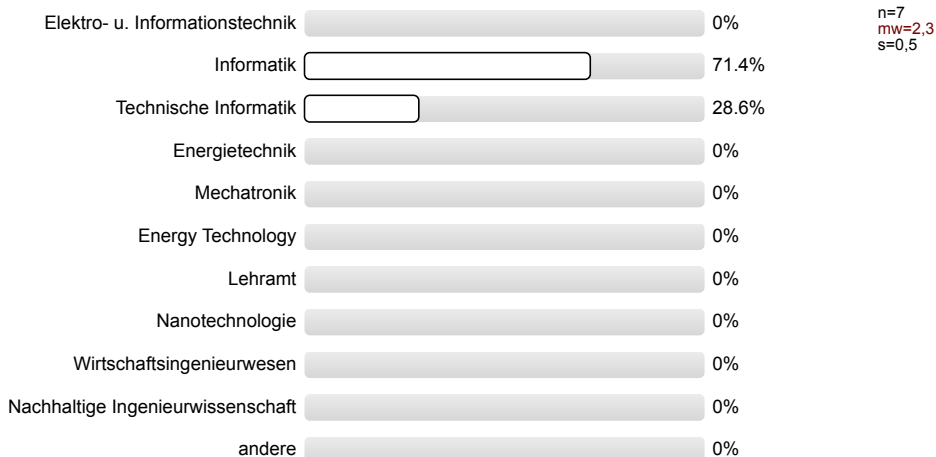 Elektro- u. Informationstechnik 0%
n=7
mw=2,3
s=0,5
Informatik 71.4%
Technische Informatik 28.6%
Energietechnik 0%
Mechatronik 0%
Energy Technology 0%
Lehramt 0%
Nanotechnologie 0%
Wirtschaftsingenieurwesen 0%
Nachhaltige Ingenieurwissenschaft 0%
andere 0%